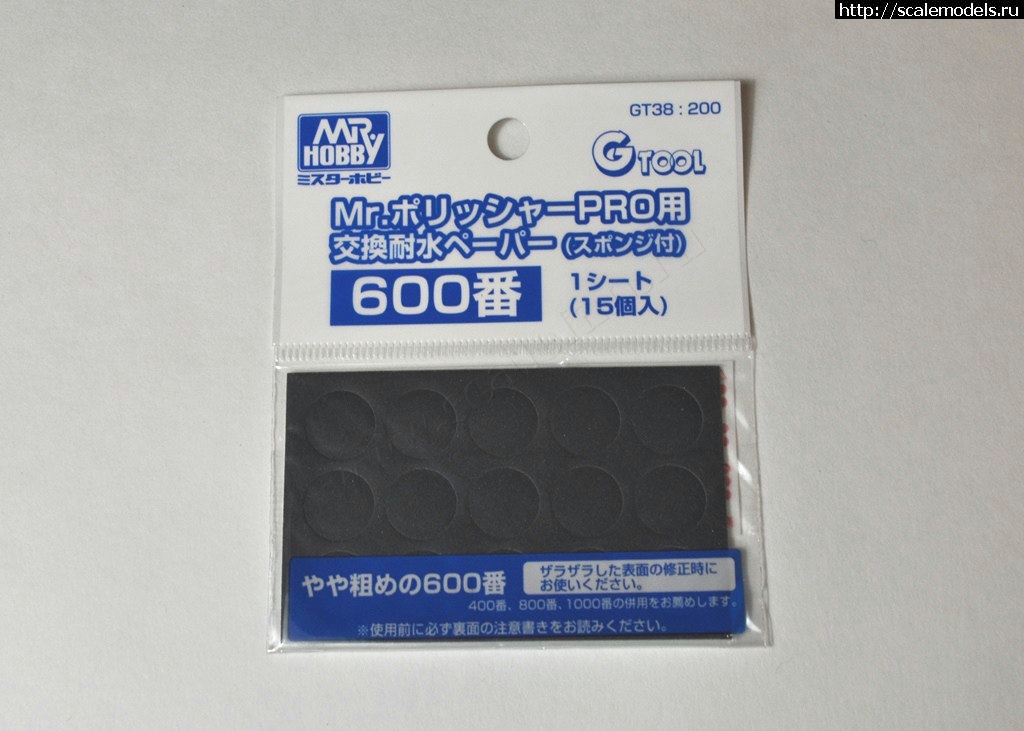 http://scalemodels.ru
GT38 : 200
MR. HOBBY
ミスターホビー
G TOOL
Mr.ポリッシャーPRO用
交換耐水ペーパー (スポンジ付)
600番
1シート
(15個入)
やや粗めの600番
ザラザラした表面の修正時に
お使いください。
400番、800番、1000番の併用をお薦めします。
※使用前に必ず裏面の注意書きをお読みください。